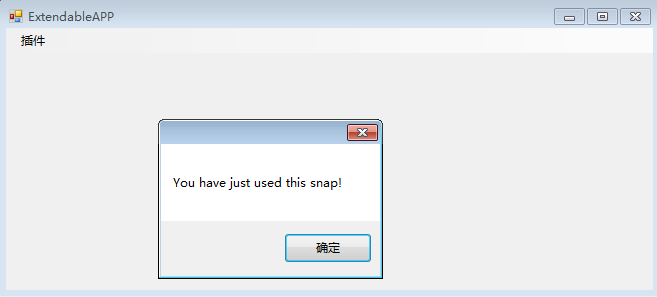 ExtendableAPP
插件
You have just used this snap!
确定